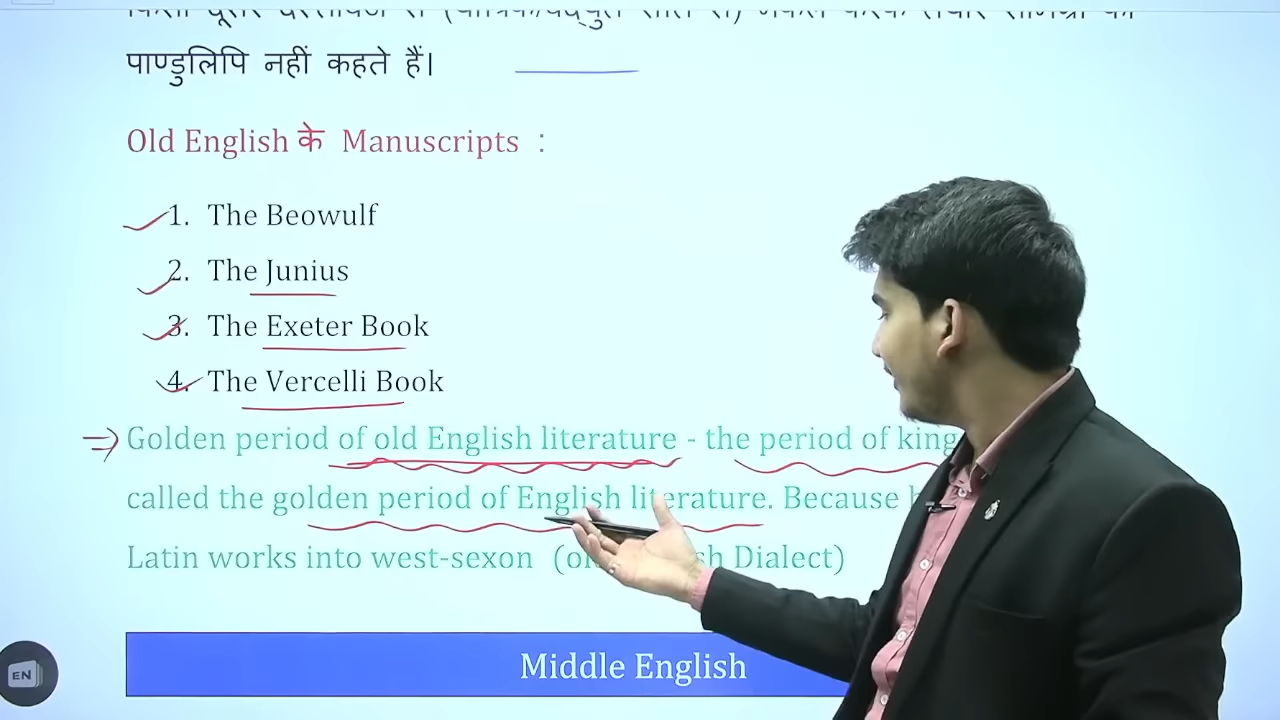 पाण्डुलिपि नहीं कहते हैं।
Old English के Manuscripts :
1. The Beowulf
2. The Junius
3. The Exeter Book
4. The Vercelli Book
Golden period of old English literature - the period of king
called the golden period of English literature. Because
Latin works into west-sexon Dialect)
Middle English
EN